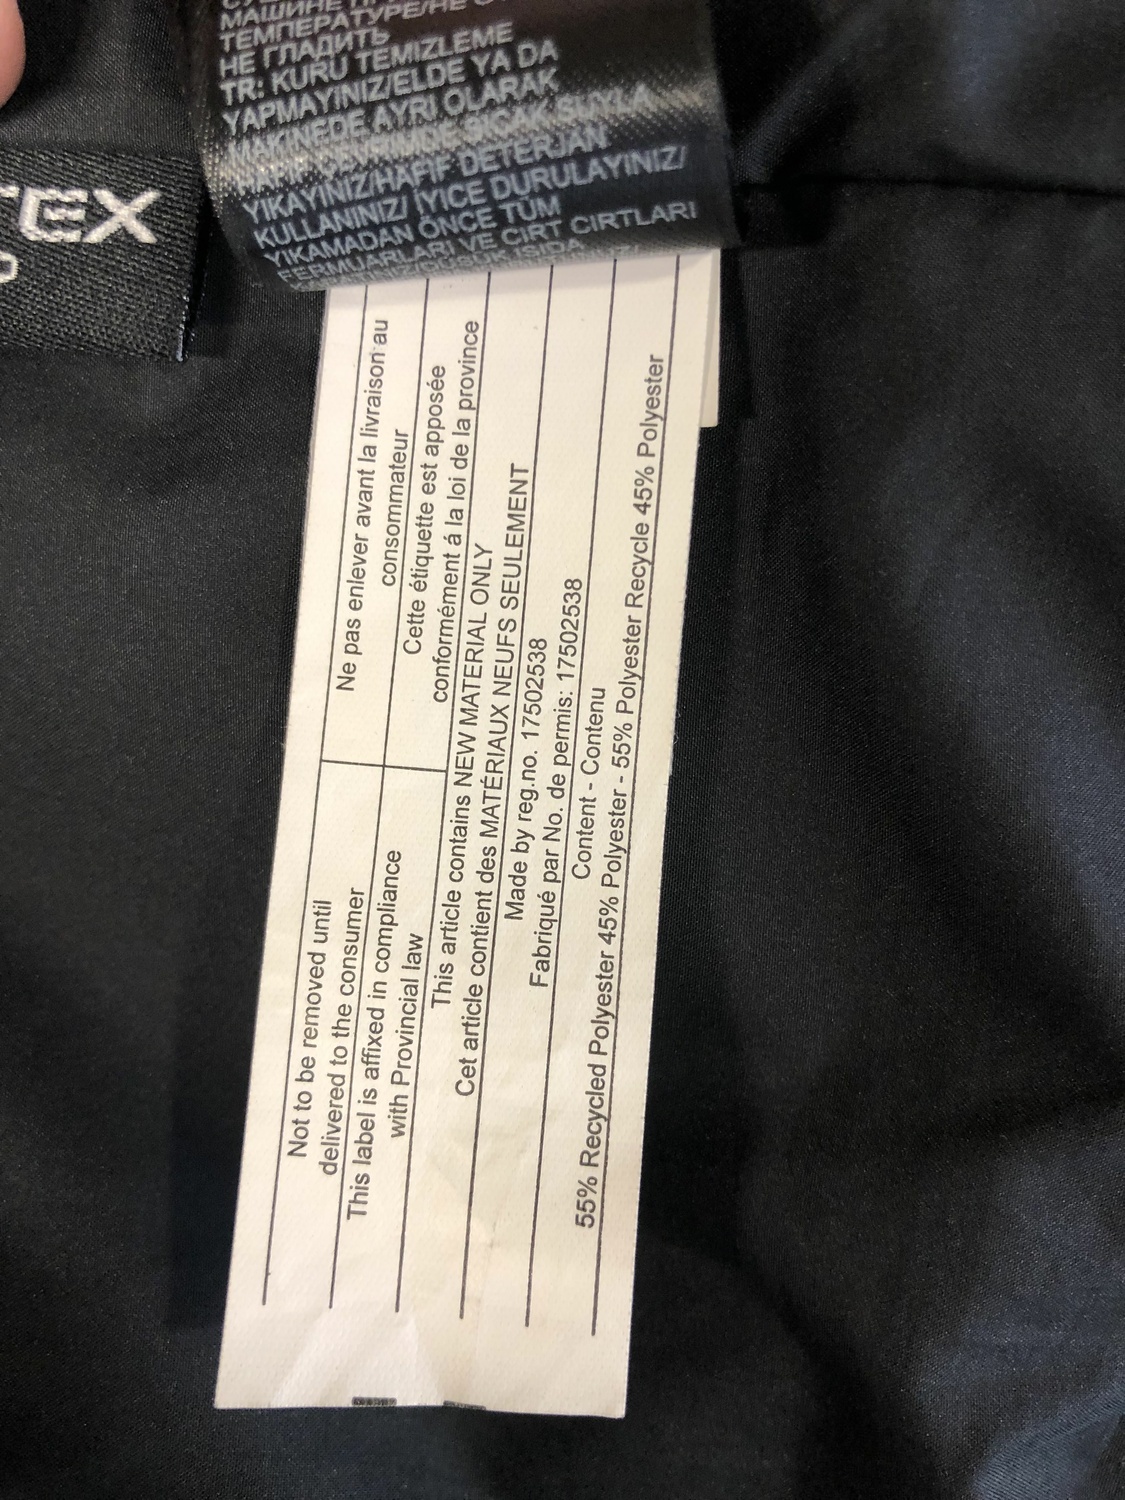 МАШИНЕ
ТЕМПЕРАТУРЕ/НЕ
НЕ ГЛАДИТЬ
TR: KURU TEMIZLEME
YAPMAYINIZ/ELDE YA DA
MAKINEDE AYRI OLARAK
SICAK SUYLA
YIKAYINIZ/HAFIF DETERJAN
KULLANINIZ/ IYICE DURULAYINIZ/
YIKAMADAN ÖNCE TÜM
FERMUARLARI VE CIRT CIRTLARI
TEX
Not to be removed until
delivered to the consumer
This label is affixed in compliance
with Provincial law
Ne pas enlever avant la livraison au
consommateur
Cette étiquette est apposée
conformément á la loi de la province
This article contains NEW MATERIAL ONLY
Cet article contient des MATÉRIAUX NEUFS SEULEMENT
Made by reg.no. 17502538
Fabriqué par No. de permis: 17502538
Content - Contenu
55% Recycled Polyester 45% Polyester - 55% Polyester Recycle 45% Polyester